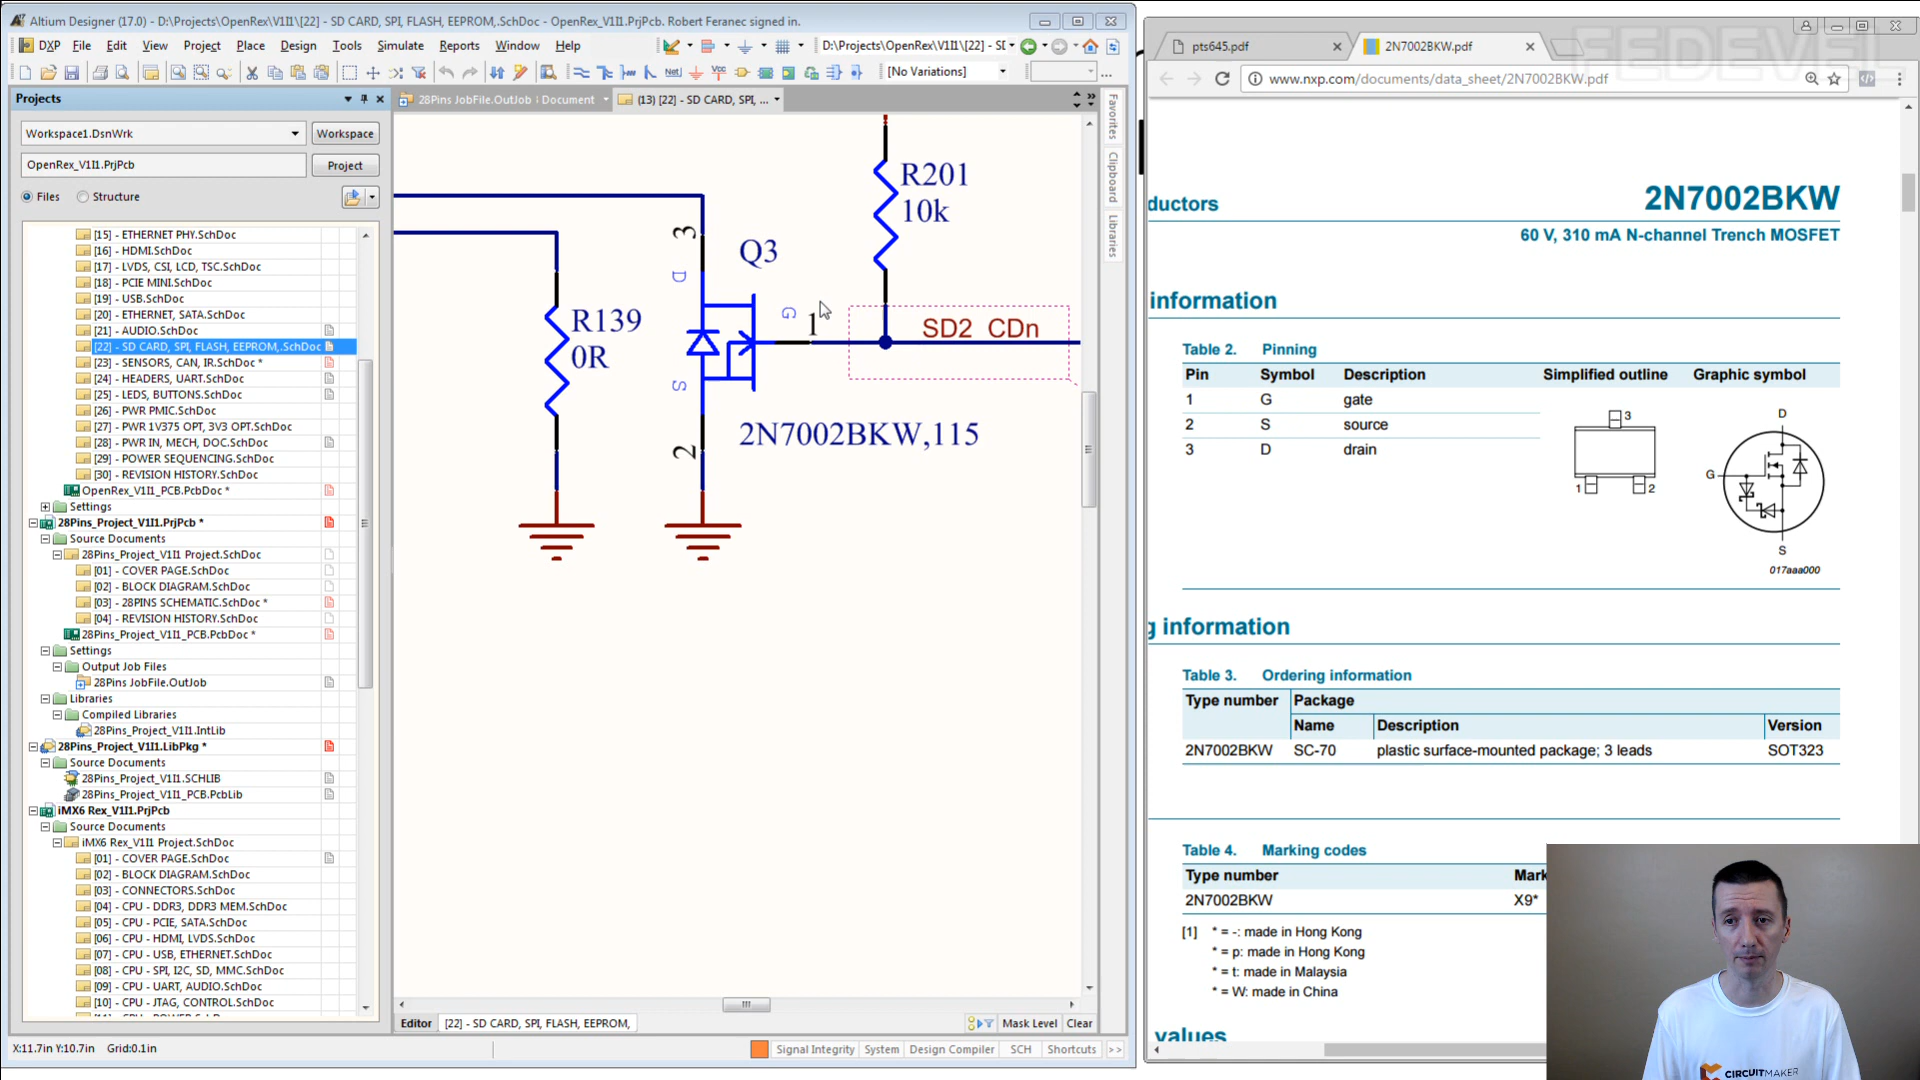 Altium Designer (17.0) - D:\Projects\OpenRex\V1I1\[22] - SD CARD, SPI, FLASH, EEPROM,.SchDoc - OpenRex_V1I1.PrjPcb. Robert Feranec signed in.
DXP File Edit View Project Place Design Tools Simulate Reports Window Help
D:\Projects\OpenRex\V1I1\[22] - SI
[No Variations]
Projects
28Pins JobFile.OutJob : Document
(13) [22] - SD CARD, SPI, ...
Workspace1.DsnWrk
Workspace
OpenRex_V1I1.PrjPcb
Project
Files
Structure
[15] - ETHERNET PHY.SchDoc
[16] - HDMI.SchDoc
[17] - LVDS, CSI, LCD, TSC.SchDoc
[18] - PCIE MINI.SchDoc
[19] - USB.SchDoc
[20] - ETHERNET, SATA.SchDoc
[21] - AUDIO.SchDoc
[22] - SD CARD, SPI, FLASH, EEPROM,.SchDoc
[23] - SENSORS, CAN, IR.SchDoc *
[24] - HEADERS, UART.SchDoc
[25] - LEDS, BUTTONS.SchDoc
[26] - PWR PMIC.SchDoc
[27] - PWR 1V375 OPT, 3V3 OPT.SchDoc
[28] - PWR IN, MECH, DOC.SchDoc
[29] - POWER SEQUENCING.SchDoc
[30] - REVISION HISTORY.SchDoc
OpenRex_V1I1_PCB.PcbDoc *
Settings
28Pins_Project_V1I1.PrjPcb *
Source Documents
28Pins_Project_V1I1 Project.SchDoc
[01] - COVER PAGE.SchDoc
[02] - BLOCK DIAGRAM.SchDoc
[03] - 28PINS SCHEMATIC.SchDoc *
[04] - REVISION HISTORY.SchDoc
28Pins_Project_V1I1_PCB.PcbDoc *
Settings
Output Job Files
28Pins JobFile.OutJob
Libraries
Compiled Libraries
28Pins_Project_V1I1.IntLib
28Pins_Project_V1I1.LibPkg *
Source Documents
28Pins_Project_V1I1.SCHLIB
28Pins_Project_V1I1_PCB.PcbLib
iMX6 Rex_V1I1.PrjPcb
Source Documents
iMX6 Rex_V1I1 Project.SchDoc
[01] - COVER PAGE.SchDoc
[02] - BLOCK DIAGRAM.SchDoc
[03] - CONNECTORS.SchDoc
[04] - CPU - DDR3, DDR3 MEM.SchDoc
[05] - CPU - PCIE, SATA.SchDoc
[06] - CPU - HDMI, LVDS.SchDoc
[07] - CPU - USB, ETHERNET.SchDoc
[08] - CPU - SPI, I2C, SD, MMC.SchDoc
[09] - CPU - UART, AUDIO.SchDoc
[10] - CPU - JTAG, CONTROL.SchDoc
R201
10k
3
Q3
D
G
1
SD2_CDn
R139
0R
S
2
2N7002BKW,115
Favorites
Clipboard
Libraries
Editor
[22] - SD CARD, SPI, FLASH, EEPROM,
Mask Level
Clear
X:11.7in Y:10.7in Grid:0.1in
Signal Integrity System Design Compiler SCH Shortcuts >>
pts645.pdf
2N7002BKW.pdf
FEDEVEL
www.nxp.com/documents/data_sheet/2N7002BKW.pdf
ductors
2N7002BKW
60 V, 310 mA N-channel Trench MOSFET
information
Table 2. Pinning
Pin Symbol Description Simplified outline Graphic symbol
1 G gate
2 S source
3 D drain
3
1
2
D
G
S
017aaa000
g information
Table 3. Ordering information
Type number Package
Name Description Version
2N7002BKW SC-70 plastic surface-mounted package; 3 leads SOT323
Table 4. Marking codes
Type number Mark
2N7002BKW X9*
[1] * = -: made in Hong Kong
* = p: made in Hong Kong
* = t: made in Malaysia
* = W: made in China
values
CIRCUITMAKER